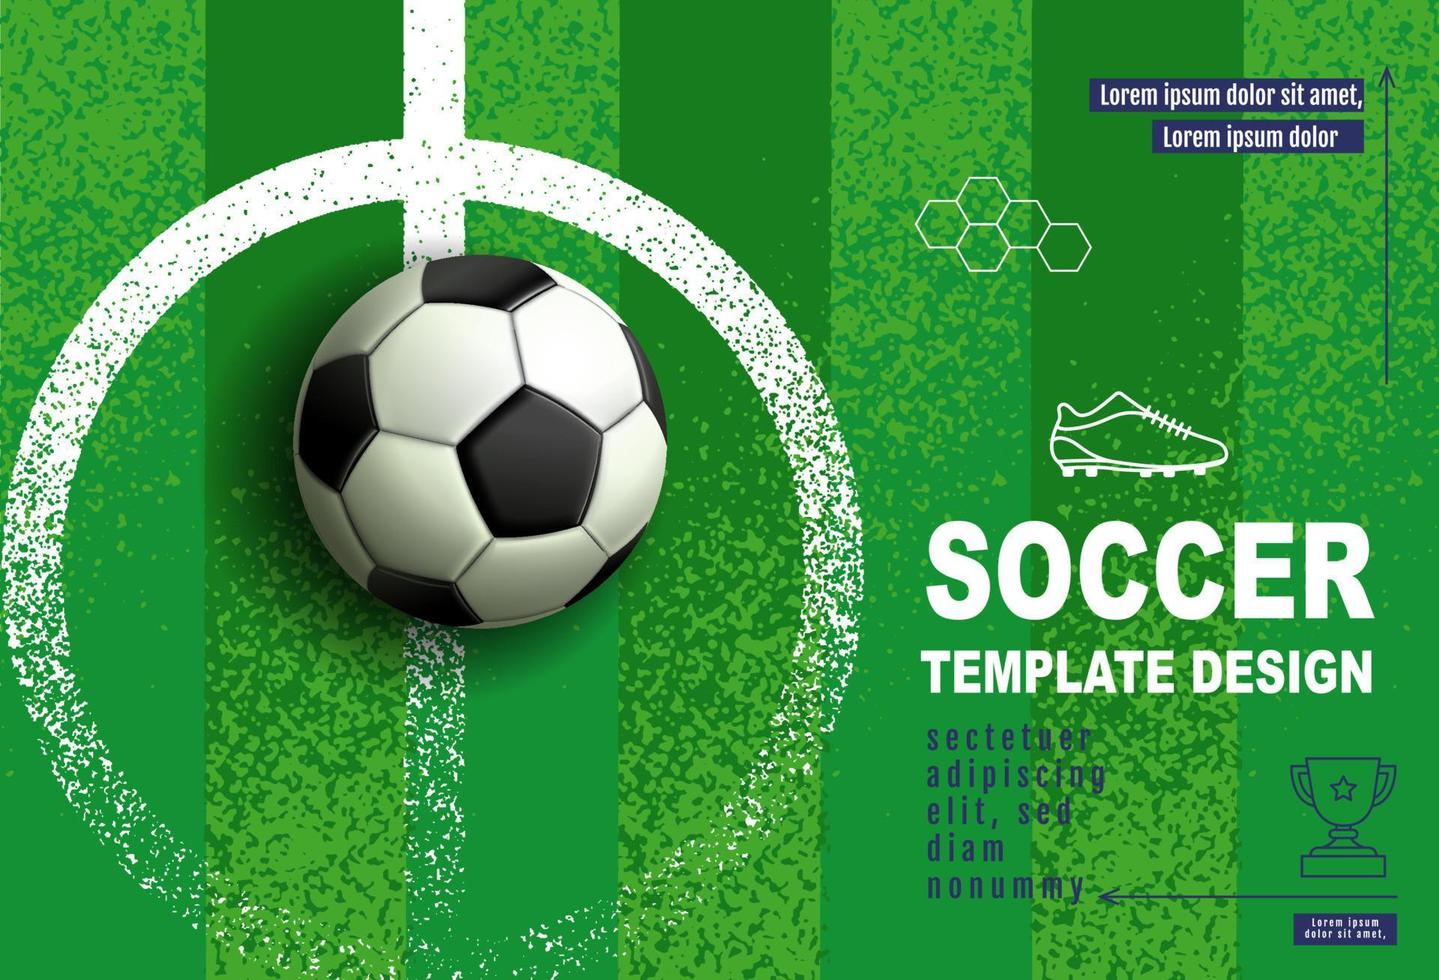 Lorem ipsum dolor sit amet,
Lorem ipsum dolor
SOCCER
TEMPLATE DESIGN
sectetuer
adipiscing
elit, sed
diam
nonummy
Lorem ipsum
dolor sit amet,